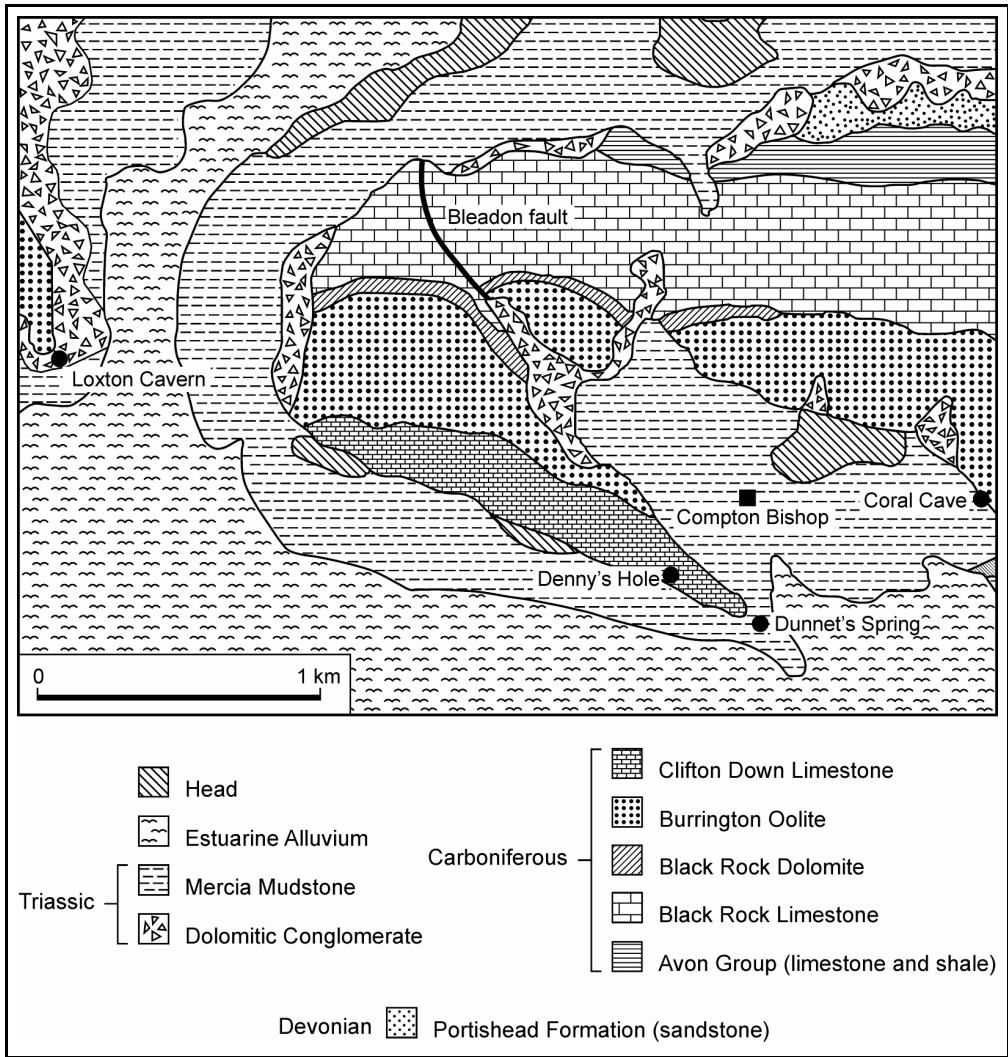 Bleadon fault
Loxton Cavern
Compton Bishop
Coral Cave
Denny's Hole
Dunnet's Spring
0 1 km
Head
Estuarine Alluvium
Triassic
Mercia Mudstone
Dolomitic Conglomerate
Carboniferous
Clifton Down Limestone
Burrington Oolite
Black Rock Dolomite
Black Rock Limestone
Avon Group (limestone and shale)
Devonian Portishead Formation (sandstone)